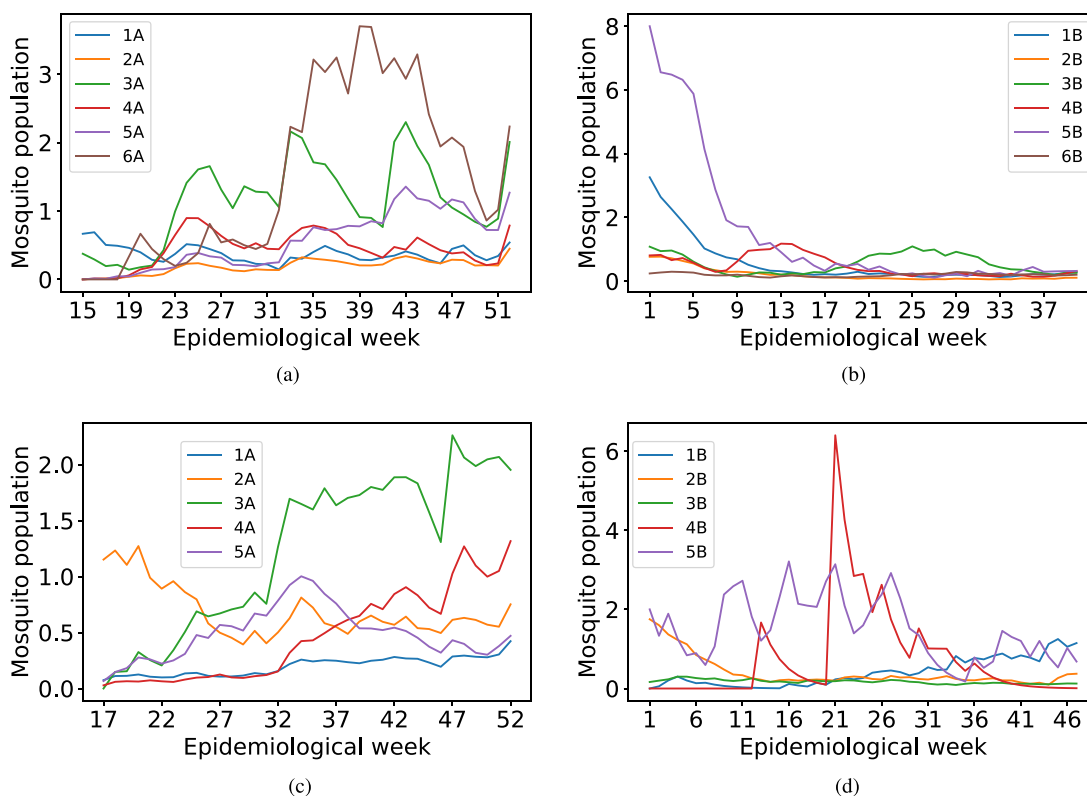 1A
2A
3A
4A
5A
6A
3
2
1
0
Mosquito population
15 19 23 27 31 35 39 43 47 51
Epidemiological week
(a)
1B
2B
3B
4B
5B
6B
8
6
4
2
0
Mosquito population
1 5 9 13 17 21 25 29 33 37
Epidemiological week
(b)
1A
2A
3A
4A
5A
2.0
1.5
1.0
0.5
0.0
Mosquito population
17 22 27 32 37 42 47 52
Epidemiological week
(c)
1B
2B
3B
4B
5B
6
4
2
0
Mosquito population
1 6 11 16 21 26 31 36 41 46
Epidemiological week
(d)